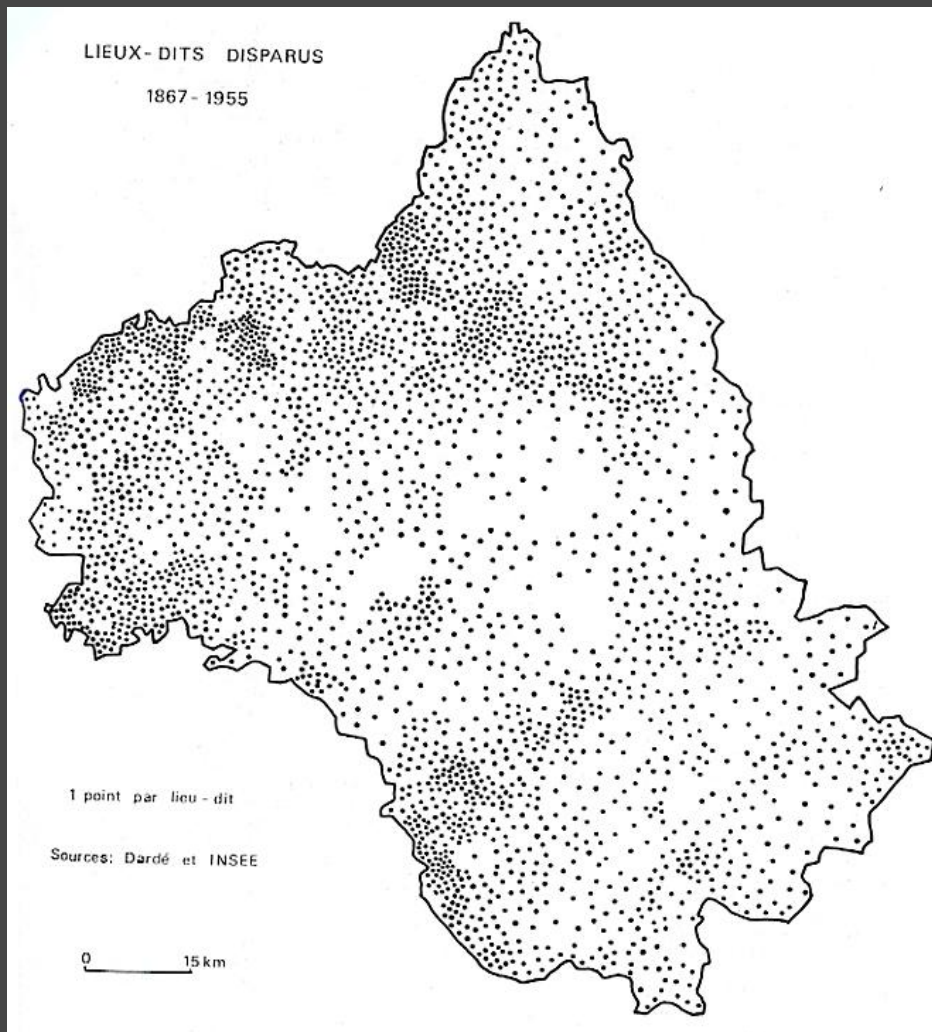 LIEUX-DITS DISPARUS
1867-1955
1 point par lieu-dit
Sources: Dardé et INSEE
0 15 km